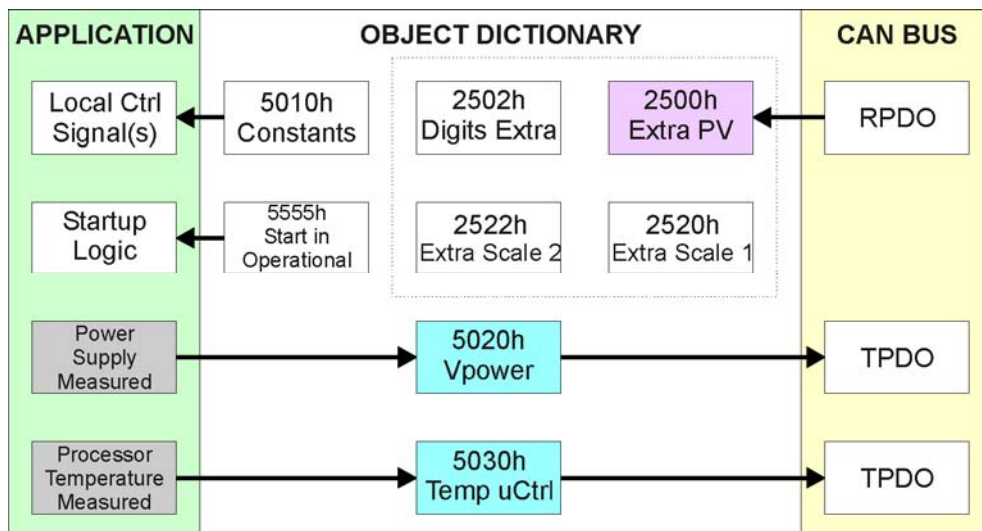 APPLICATION
OBJECT DICTIONARY
CAN BUS
Local Ctrl
Signal(s)
5010h
Constants
2502h
Digits Extra
2500h
Extra PV
RPDO
Startup
Logic
5555h
Start in
Operational
2522h
Extra Scale 2
2520h
Extra Scale 1
Power
Supply
Measured
5020h
Vpower
TPDO
Processor
Temperature
Measured
5030h
Temp uCtrl
TPDO